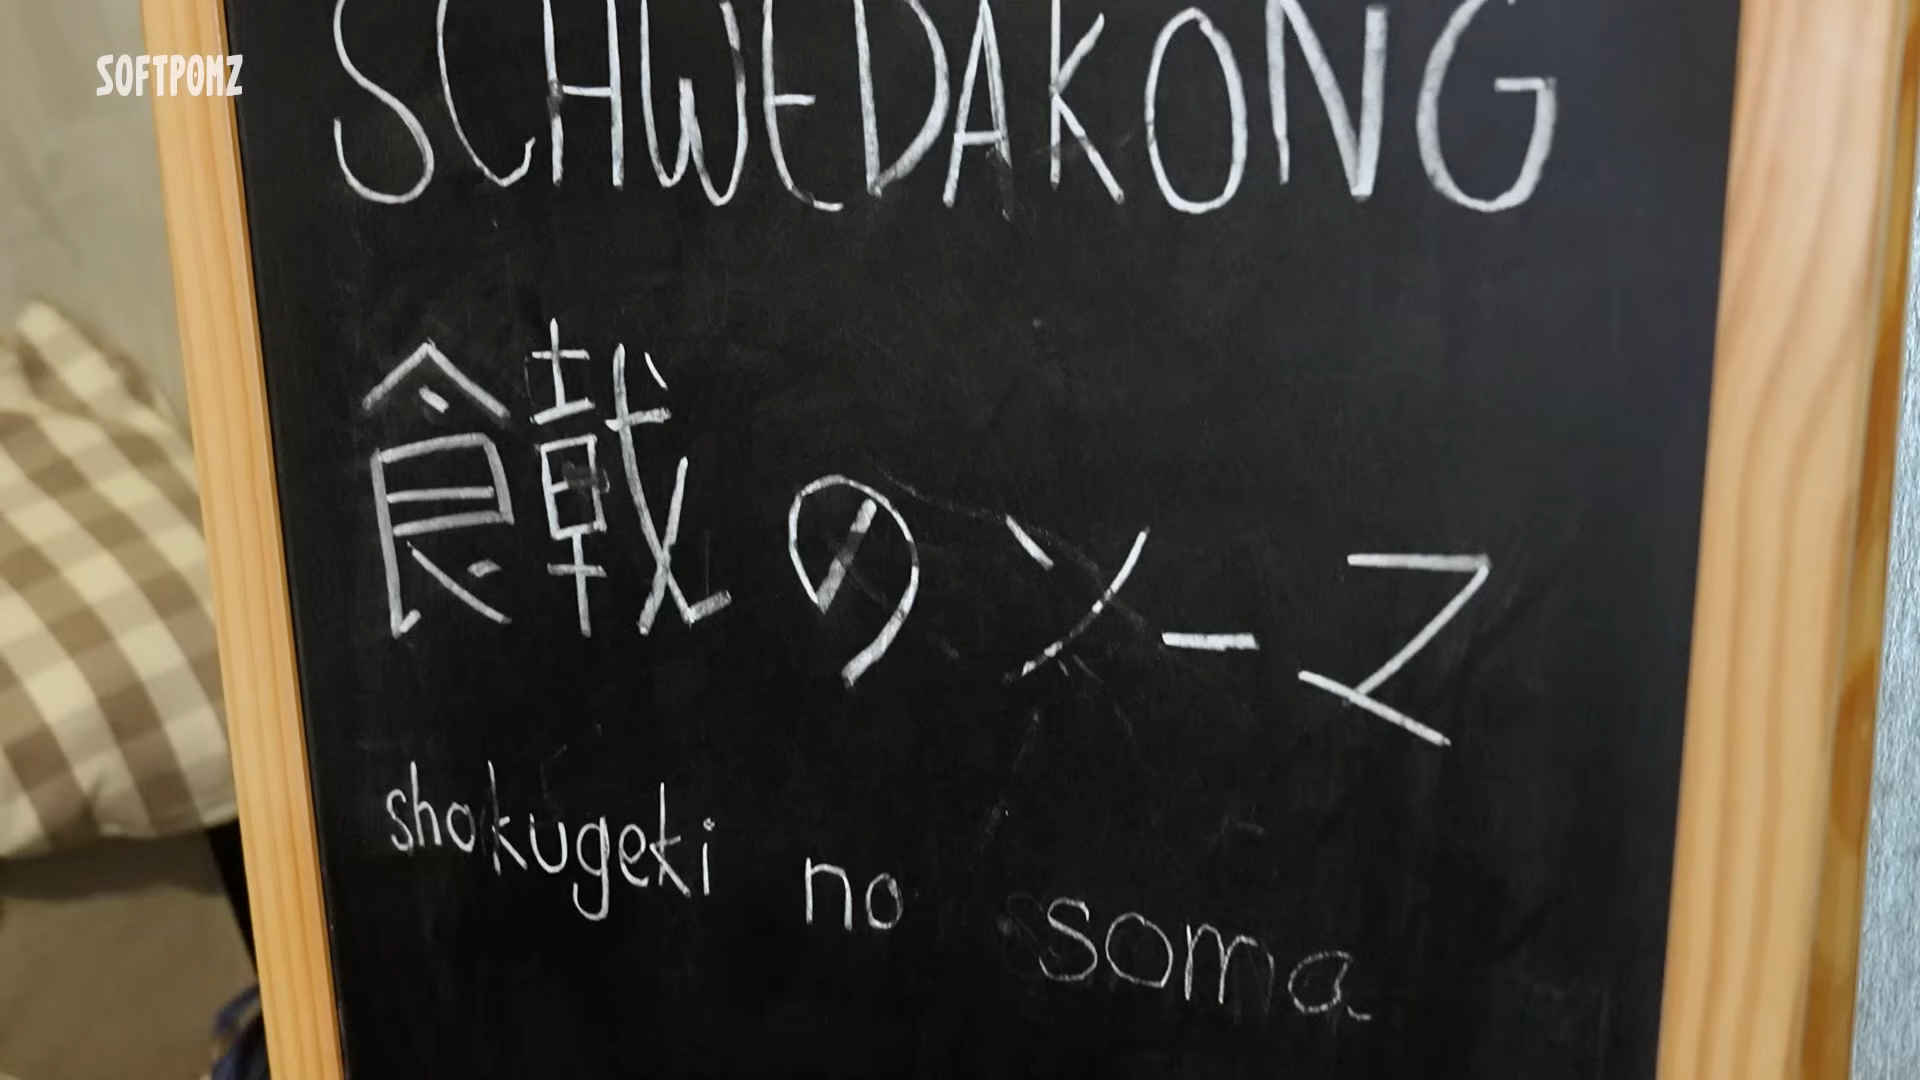 SOFTPOMZ
SCHWEDAKONG
食戟のソーマ
shokugeki no soma